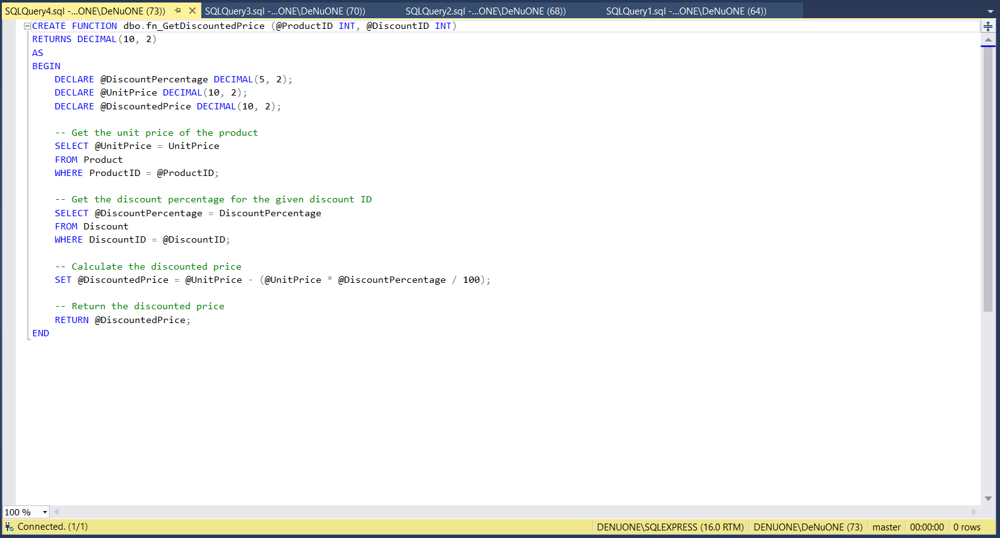 SQLQuery4.sql -...ONE\DeNuONE (73)) SQLQuery3.sql -...ONE\DeNuONE (70)) SQLQuery2.sql -...ONE\DeNuONE (68)) SQLQuery1.sql -...ONE\DeNuONE (64))
CREATE FUNCTION dbo.fn_GetDiscountedPrice (@ProductID INT, @DiscountID INT)
RETURNS DECIMAL(10, 2)
AS
BEGIN
    DECLARE @DiscountPercentage DECIMAL(5, 2);
    DECLARE @UnitPrice DECIMAL(10, 2);
    DECLARE @DiscountedPrice DECIMAL(10, 2);
    -- Get the unit price of the product
    SELECT @UnitPrice = UnitPrice
    FROM Product
    WHERE ProductID = @ProductID;
    -- Get the discount percentage for the given discount ID
    SELECT @DiscountPercentage = DiscountPercentage
    FROM Discount
    WHERE DiscountID = @DiscountID;
    -- Calculate the discounted price
    SET @DiscountedPrice = @UnitPrice - (@UnitPrice * @DiscountPercentage / 100);
    -- Return the discounted price
    RETURN @DiscountedPrice;
END
100 %
Connected. (1/1) DENUONE\SQLEXPRESS (16.0 RTM) DENUONE\DeNuONE (73) master 00:00:00 0 rows